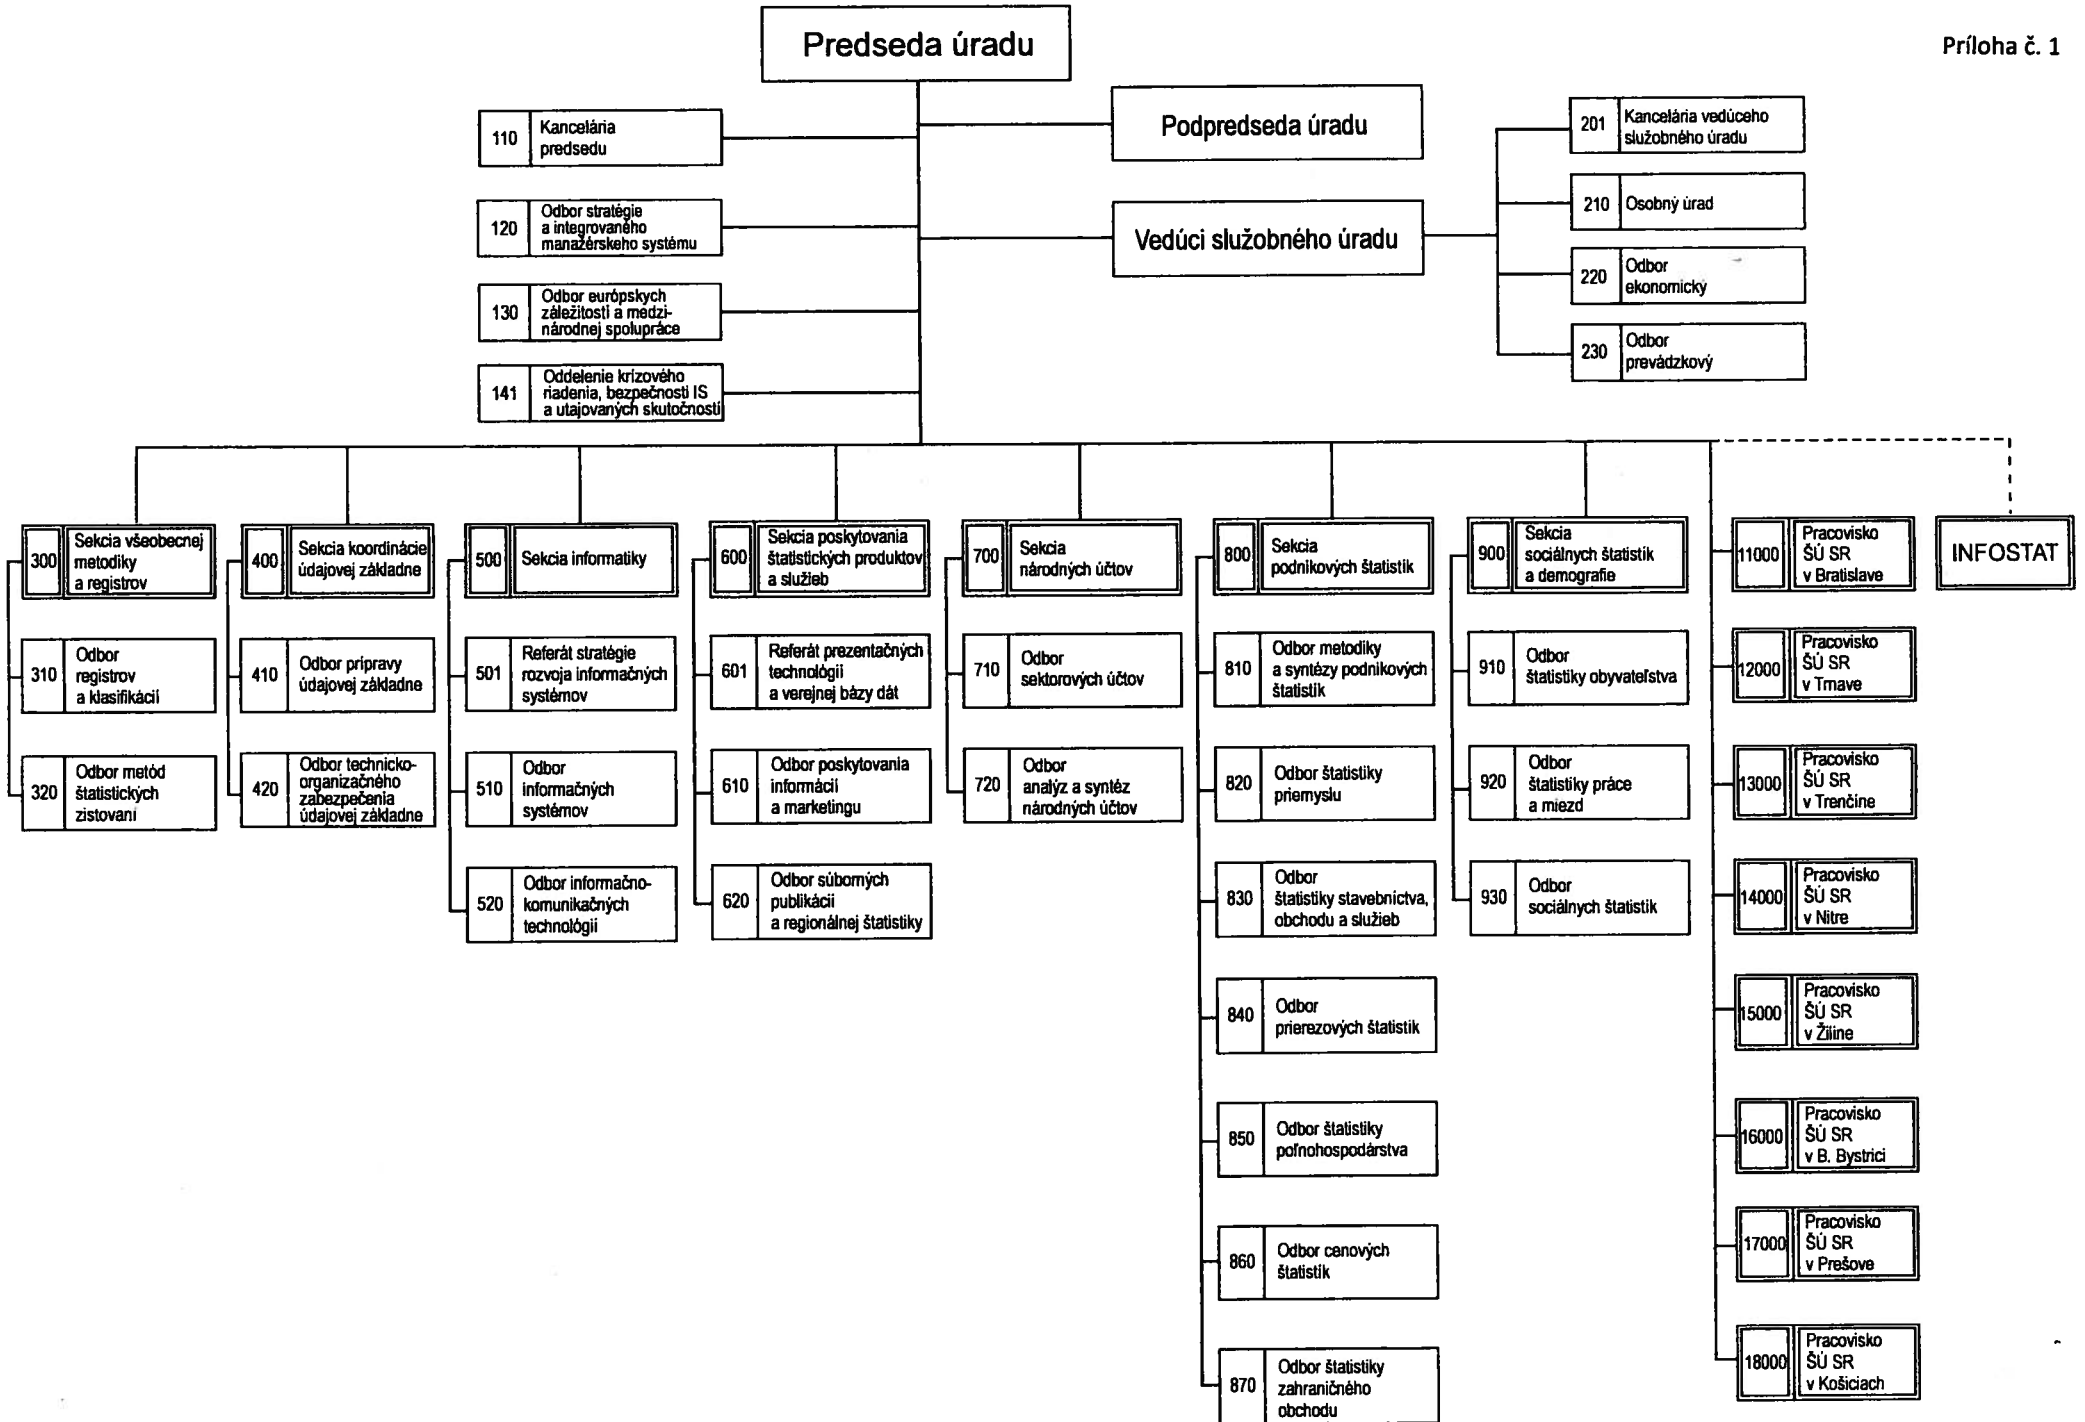 Príloha č. 1
Predseda úradu
Podpredseda úradu
Vedúci služobného úradu
110
Kancelária
predsedu
120
Odbor stratégie
a integrovaného
manažérskeho systému
130
Odbor európskych
záležitostí a medzi-
národnej spolupráce
141
Oddelenie krízového
riadenia, bezpečnosti IS
a utajovaných skutočností
201
Kancelária vedúceho
služobného úradu
210
Osobný úrad
220
Odbor
ekonomický
230
Odbor
prevádzkový
300
Sekcia všeobecnej
metodiky
a registrov
310
Odbor
registrov
a klasifikácií
320
Odbor metód
štatistických
zisťovaní
400
Sekcia koordinácie
údajovej základne
410
Odbor prípravy
údajovej základne
420
Odbor technicko-
organizačného
zabezpečenia
údajovej základne
500
Sekcia informatiky
501
Referát stratégie
rozvoja informačných
systémov
510
Odbor
informačných
systémov
520
Odbor informačno-
komunikačných
technológií
600
Sekcia poskytovania
štatistických produktov
a služieb
601
Referát prezentačných
technológií
a verejnej bázy dát
610
Odbor poskytovania
informácií
a marketingu
620
Odbor súborných
publikácií
a regionálnej štatistiky
700
Sekcia
národných účtov
710
Odbor
sektorových účtov
720
Odbor
analýz a syntéz
národných účtov
800
Sekcia
podnikových štatistík
810
Odbor metodiky
a syntézy podnikových
štatistík
820
Odbor štatistiky
priemyslu
830
Odbor
štatistiky stavebníctva,
obchodu a služieb
840
Odbor
prierezových štatistík
850
Odbor štatistiky
poľnohospodárstva
860
Odbor cenových
štatistík
870
Odbor štatistiky
zahraničného
obchodu
900
Sekcia
sociálnych štatistík
a demografie
910
Odbor
štatistiky obyvateľstva
920
Odbor
štatistiky práce
a miezd
930
Odbor
sociálnych štatistík
11000
Pracovisko
ŠÚ SR
v Bratislave
12000
Pracovisko
ŠÚ SR
v Trnave
13000
Pracovisko
ŠÚ SR
v Trenčíne
14000
Pracovisko
ŠÚ SR
v Nitre
15000
Pracovisko
ŠÚ SR
v Žiline
16000
Pracovisko
ŠÚ SR
v B. Bystrici
17000
Pracovisko
ŠÚ SR
v Prešove
18000
Pracovisko
ŠÚ SR
v Košiciach
INFOSTAT